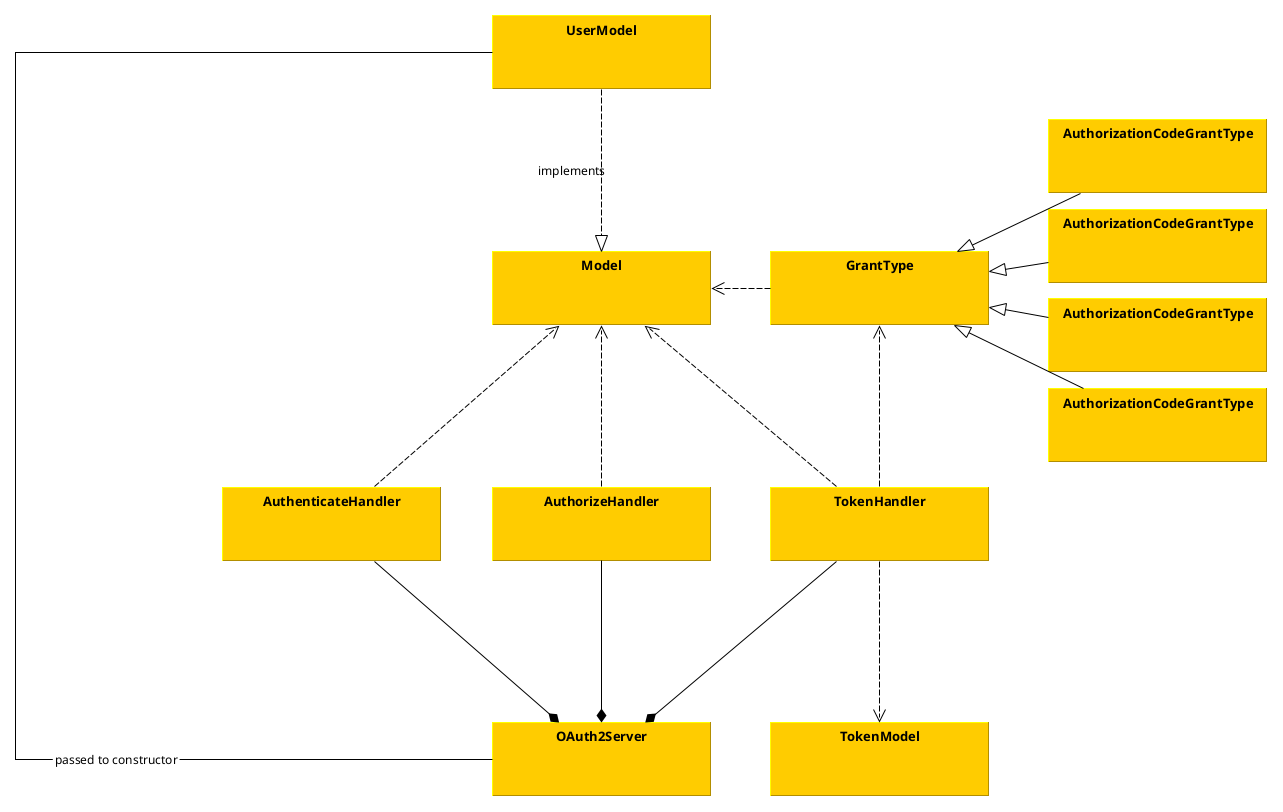 UserModel
AuthorizationCodeGrantType
implements
AuthorizationCodeGrantType
Model
GrantType
AuthorizationCodeGrantType
AuthorizationCodeGrantType
AuthenticateHandler
AuthorizeHandler
TokenHandler
OAuth2Server
TokenModel
passed to constructor